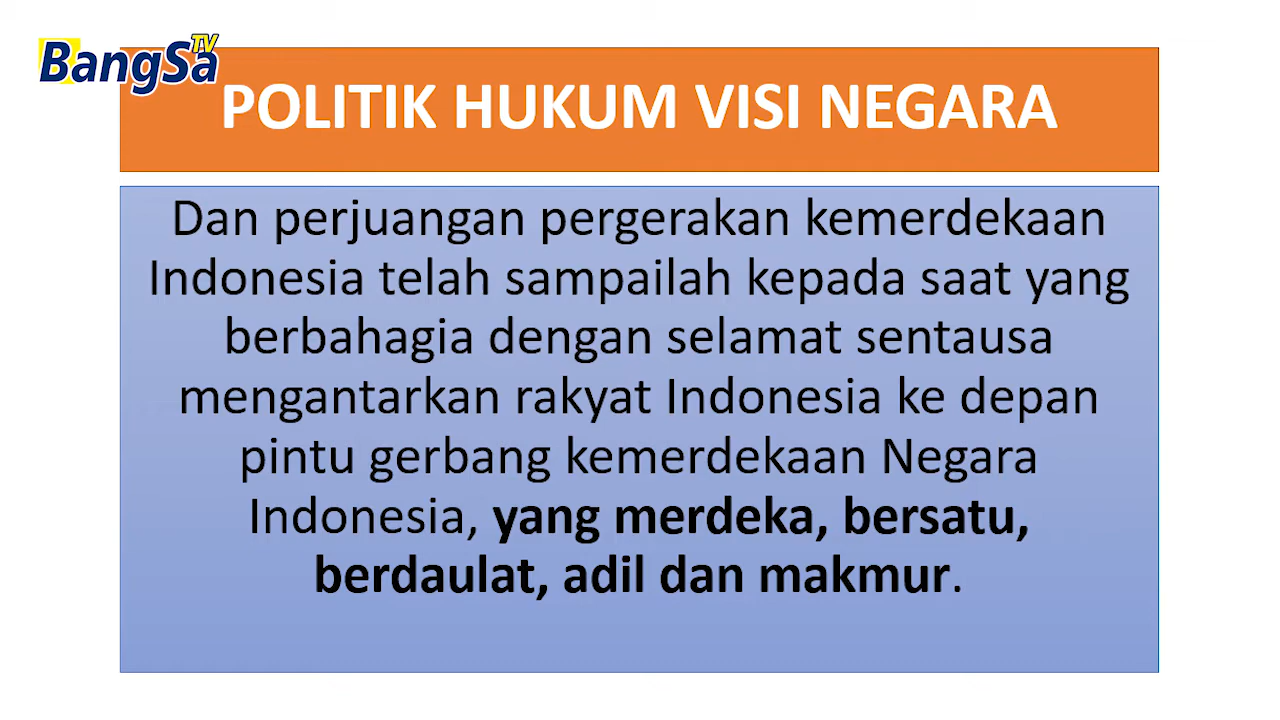 BangSa TV
POLITIK HUKUM VISI NEGARA
Dan perjuangan pergerakan kemerdekaan
Indonesia telah sampailah kepada saat yang
berbahagia dengan selamat sentausa
mengantarkan rakyat Indonesia ke depan
pintu gerbang kemerdekaan Negara
Indonesia, yang merdeka, bersatu,
berdaulat, adil dan makmur.